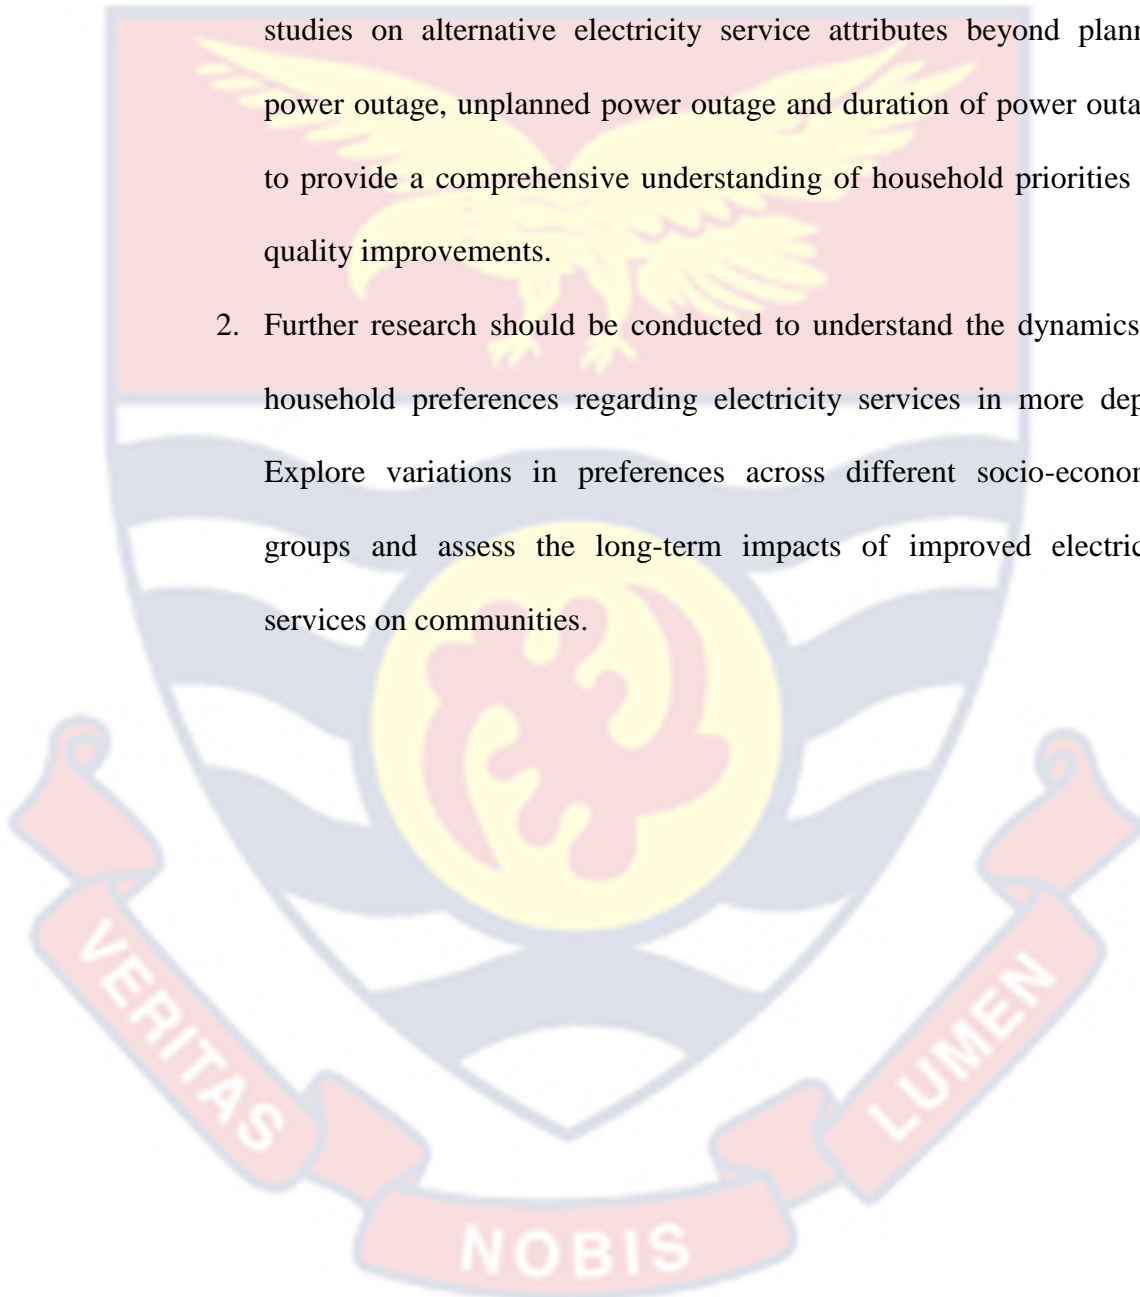 studies on alternative electricity service attributes beyond plann
power outage, unplanned power outage and duration of power outa
to provide a comprehensive understanding of household priorities
quality improvements.
2. Further research should be conducted to understand the dynamics
household preferences regarding electricity services in more dep
Explore variations in preferences across different socio-econom
groups and assess the long-term impacts of improved electric
services on communities.
VERITAS
NOBIS
LUMEN